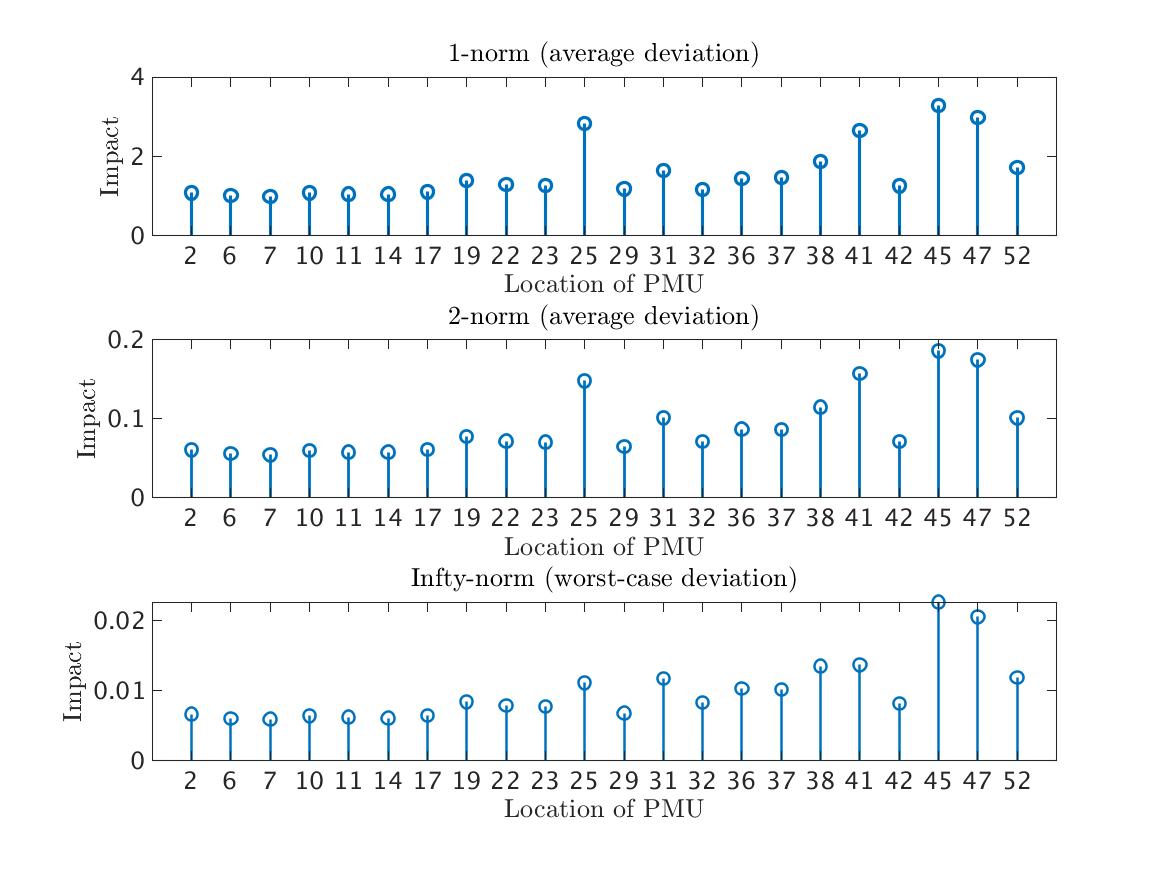 1-norm (average deviation)
4
2
0
Impact
2 6 7 10 11 14 17 19 22 23 25 29 31 32 36 37 38 41 42 45 47 52
Location of PMU
2-norm (average deviation)
0.2
0.1
0
Impact
2 6 7 10 11 14 17 19 22 23 25 29 31 32 36 37 38 41 42 45 47 52
Location of PMU
Infty-norm (worst-case deviation)
0.02
0.01
0
Impact
2 6 7 10 11 14 17 19 22 23 25 29 31 32 36 37 38 41 42 45 47 52
Location of PMU